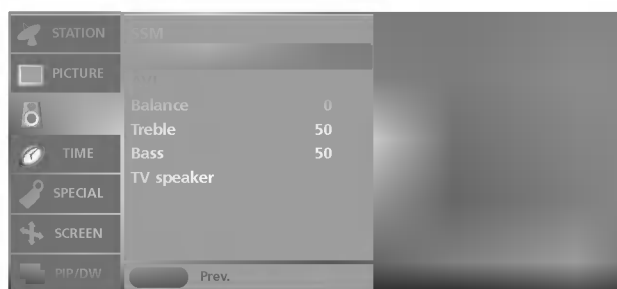 STATION
PICTURE
TIME
SPECIAL
SCREEN
PIP/DW
SSM
Balance 0
Treble 50
Bass 50
TV speaker
Prev.